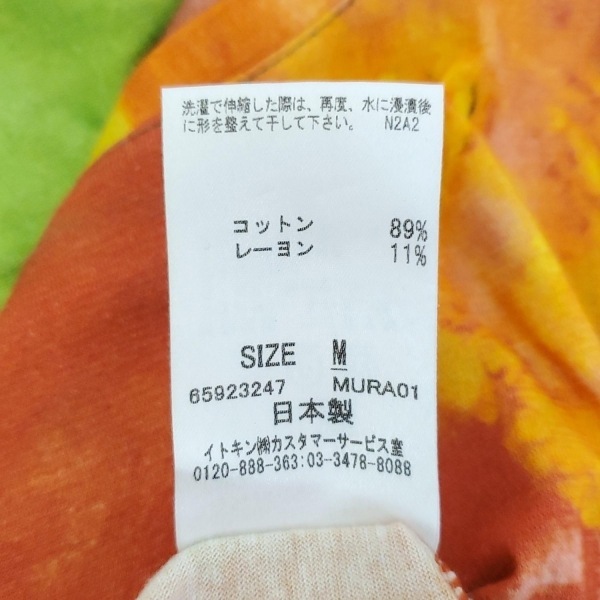 洗濯で伸縮した際は、再度、水に浸漬後
に形を整えて干して下さい。 N2A2
コットン 89%
レーヨン 11%
SIZE M
65923247 MURA01
日本製
イトキン㈱カスタマーサービス室
0120-888-363:03-3478-8088